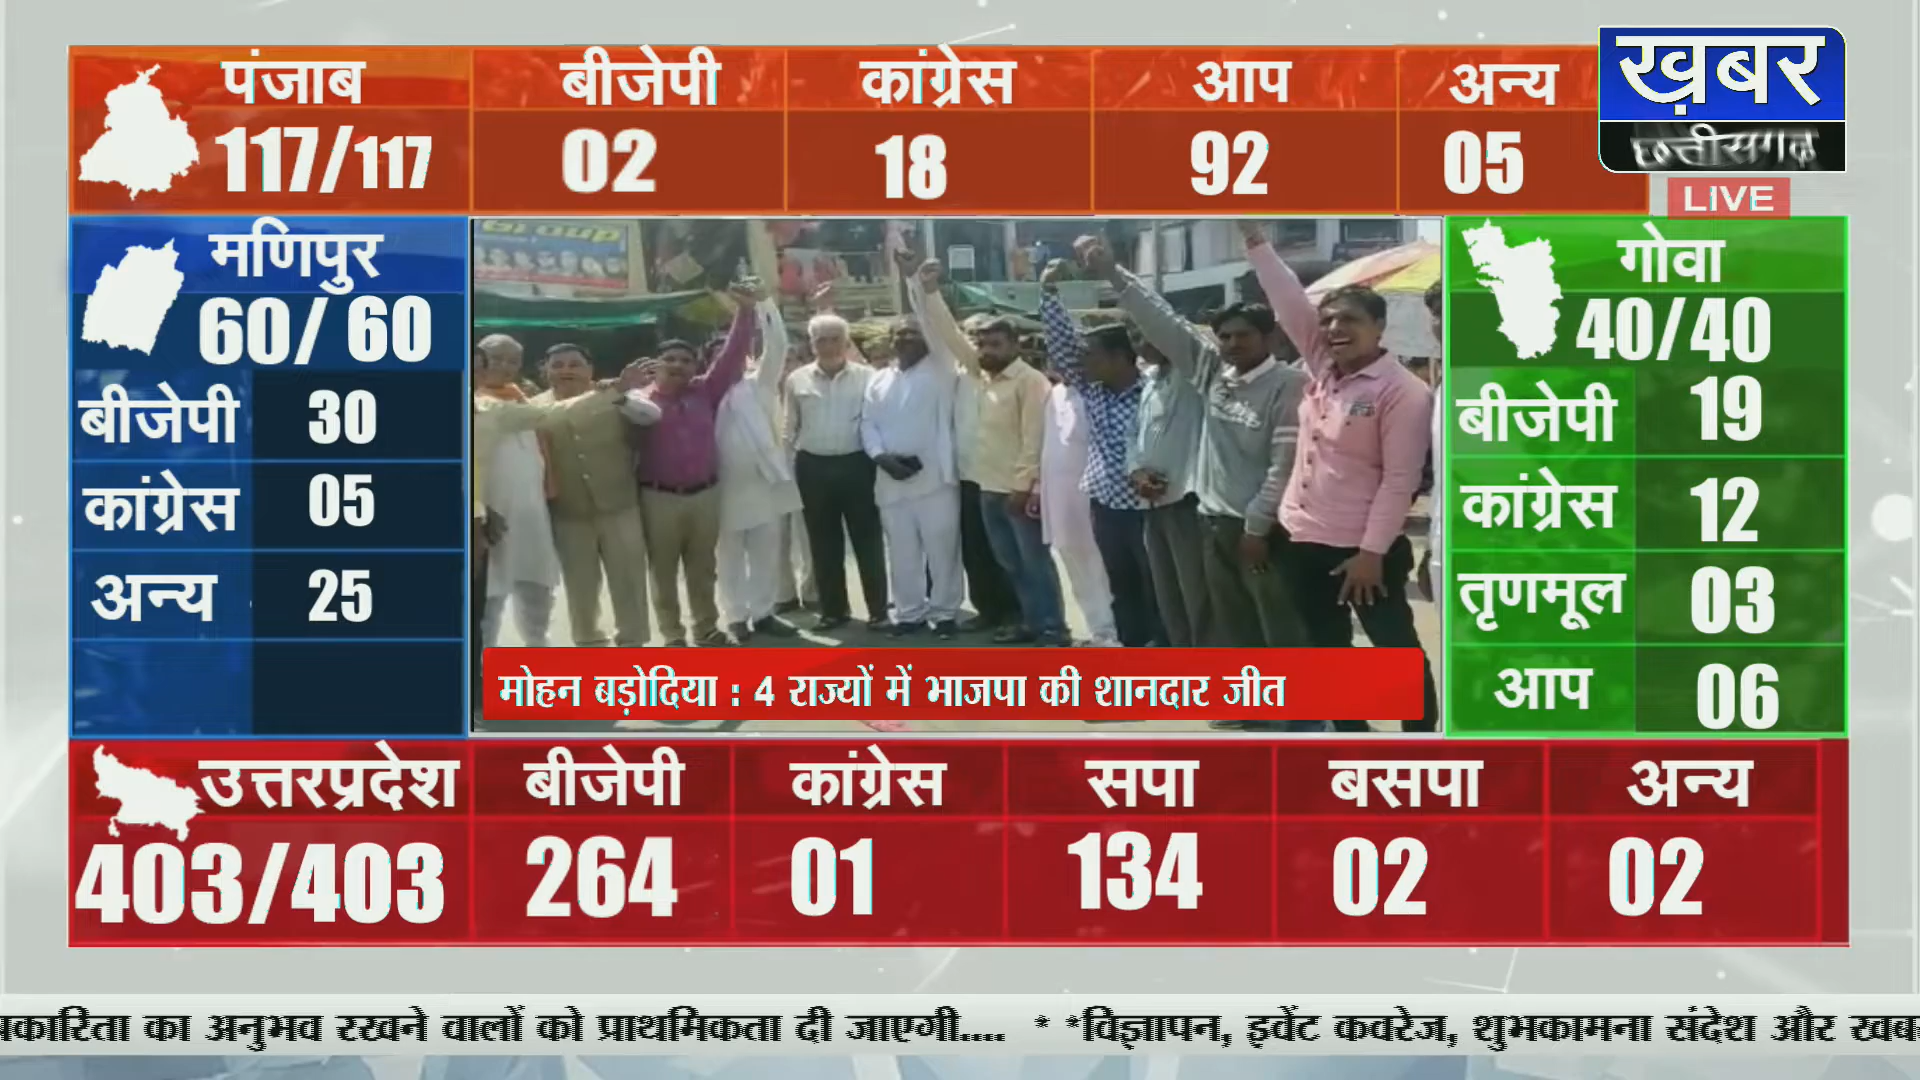 पंजाब बीजेपी कांग्रेस आप अन्य
117/117 02 18 92 05
ख़बर
छत्तीसगढ़
LIVE
मणिपुर
60/ 60
बीजेपी 30
कांग्रेस 05
अन्य 25
Group
मोहन बड़ोदिया : 4 राज्यों में भाजपा की शानदार जीत
गोवा
40/40
बीजेपी 19
कांग्रेस 12
तृणमूल 03
आप 06
उत्तरप्रदेश बीजेपी कांग्रेस सपा बसपा अन्य
403/403 264 01 134 02 02
का अनुभव रखने वालों को प्राथमिकता दी जाएगी.... * *विज्ञापन, इवेंट कवरेज, शुभकामना संदेश और